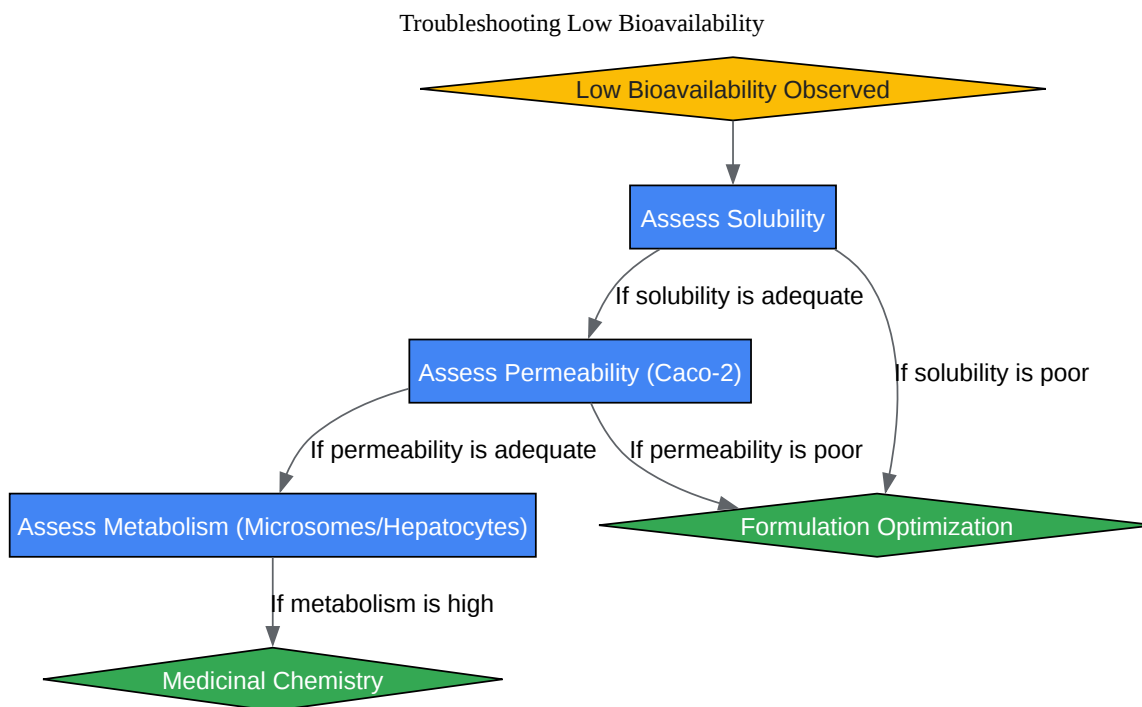 Troubleshooting Low Bioavailability
Low Bioavailability Observed
Assess Solubility
If solubility is adequate
Assess Permeability (Caco-2)
If solubility is poor
If permeability is adequate
If permeability is poor
Assess Metabolism (Microsomes/Hepatocytes)
Formulation Optimization
If metabolism is high
Medicinal Chemistry